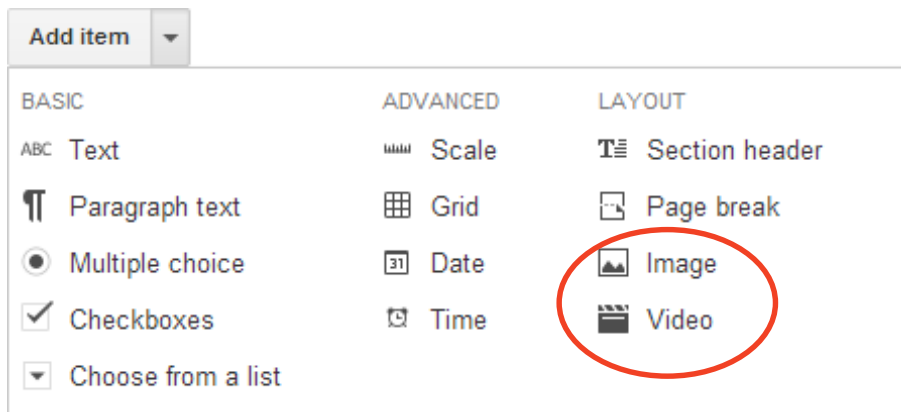 Add item
BASIC ADVANCED LAYOUT
ABC Text Scale Section header
Paragraph text Grid Page break
Multiple choice 31 Date Image
Checkboxes Time Video
Choose from a list